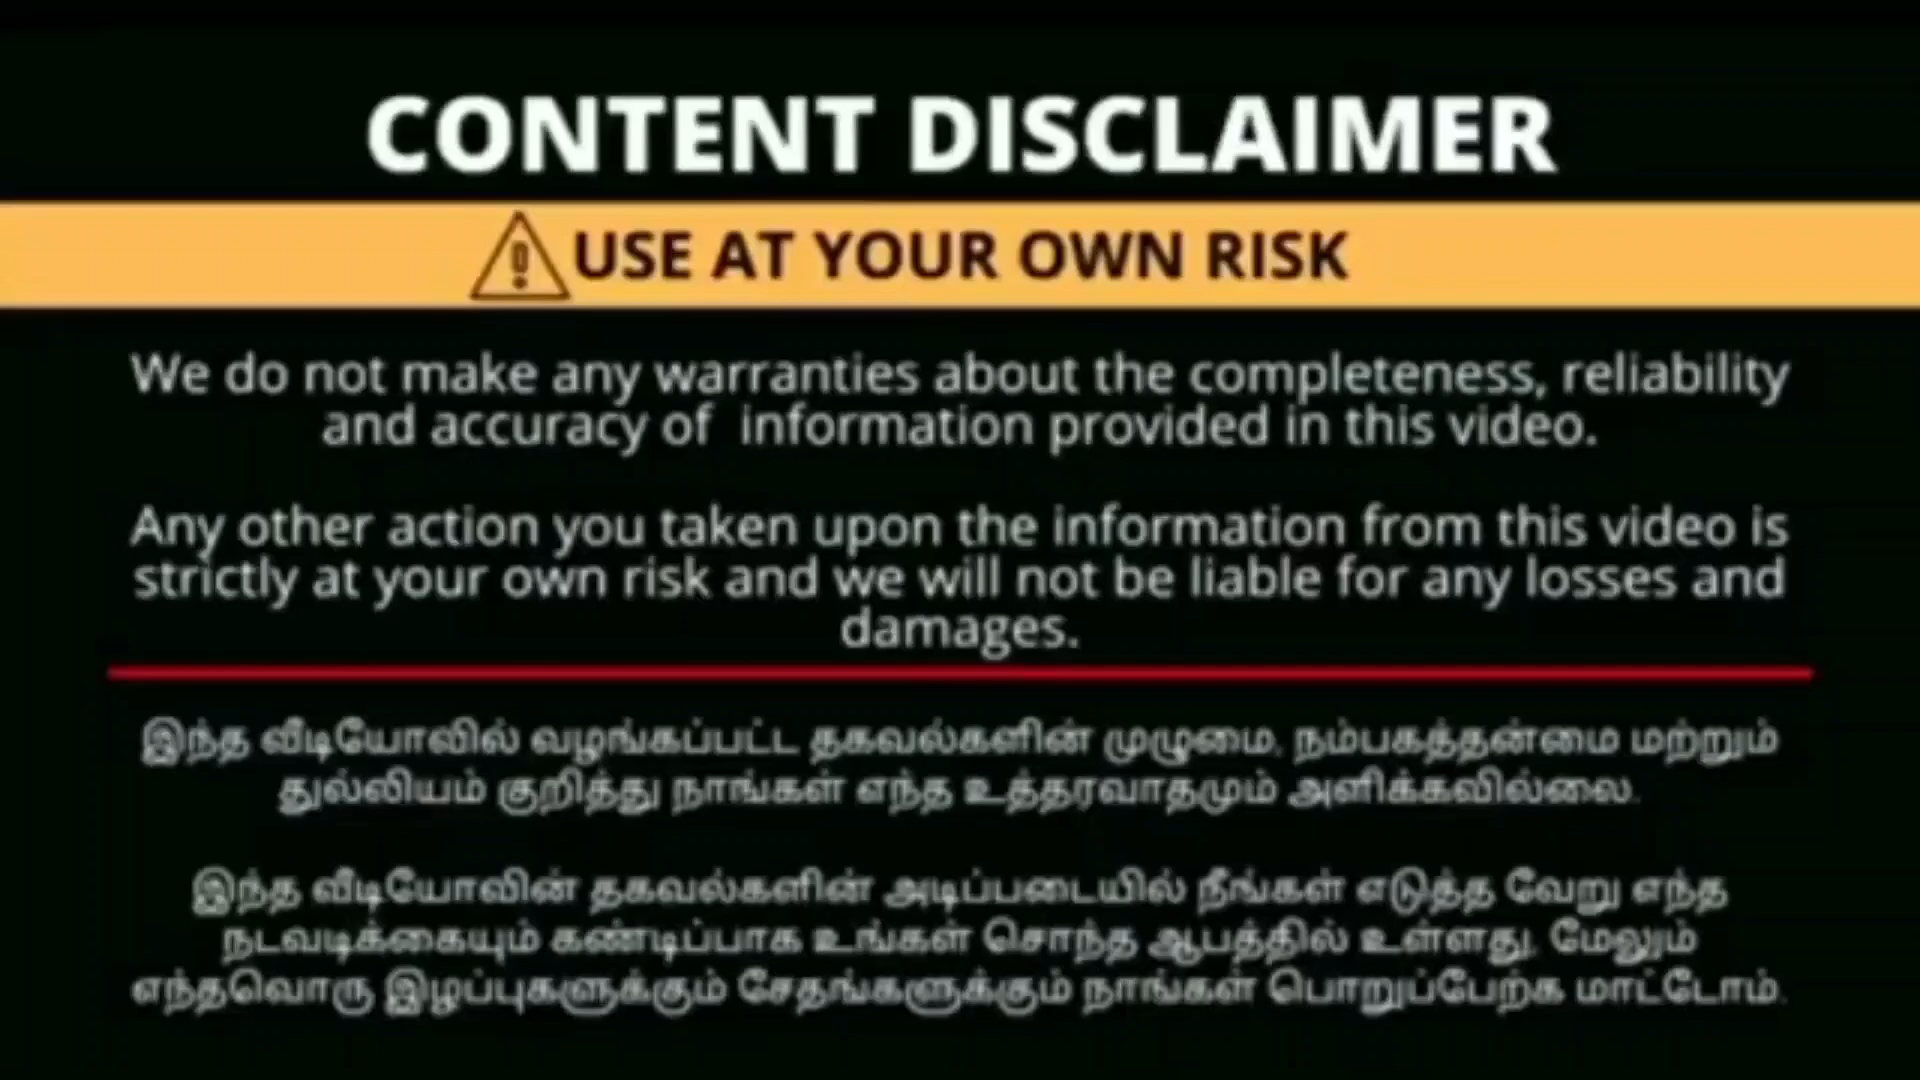 CONTENT DISCLAIMER
USE AT YOUR OWN RISK
We do not make any warranties about the completeness, reliability
and accuracy of information provided in this video.
Any other action you taken upon the information from this video is
strictly at your own risk and we will not be liable for any losses and
damages.
இந்த வீடியோவில் வழங்கப்பட்ட தகவல்களின் முழுமை, நம்பகத்தன்மை மற்றும்
துல்லியம் குறித்து நாங்கள் எந்த உத்தரவாதமும் அளிக்கவில்லை.
இந்த வீடியோவின் தகவல்களின் அடிப்படையில் நீங்கள் எடுத்த வேறு எந்த
நடவடிக்கையும் கண்டிப்பாக உங்கள் சொந்த ஆபத்தில் உள்ளது, மேலும்
எந்தவொரு இழப்புகளுக்கும் சேதங்களுக்கும் நாங்கள் பொறுப்பேற்க மாட்டோம்.